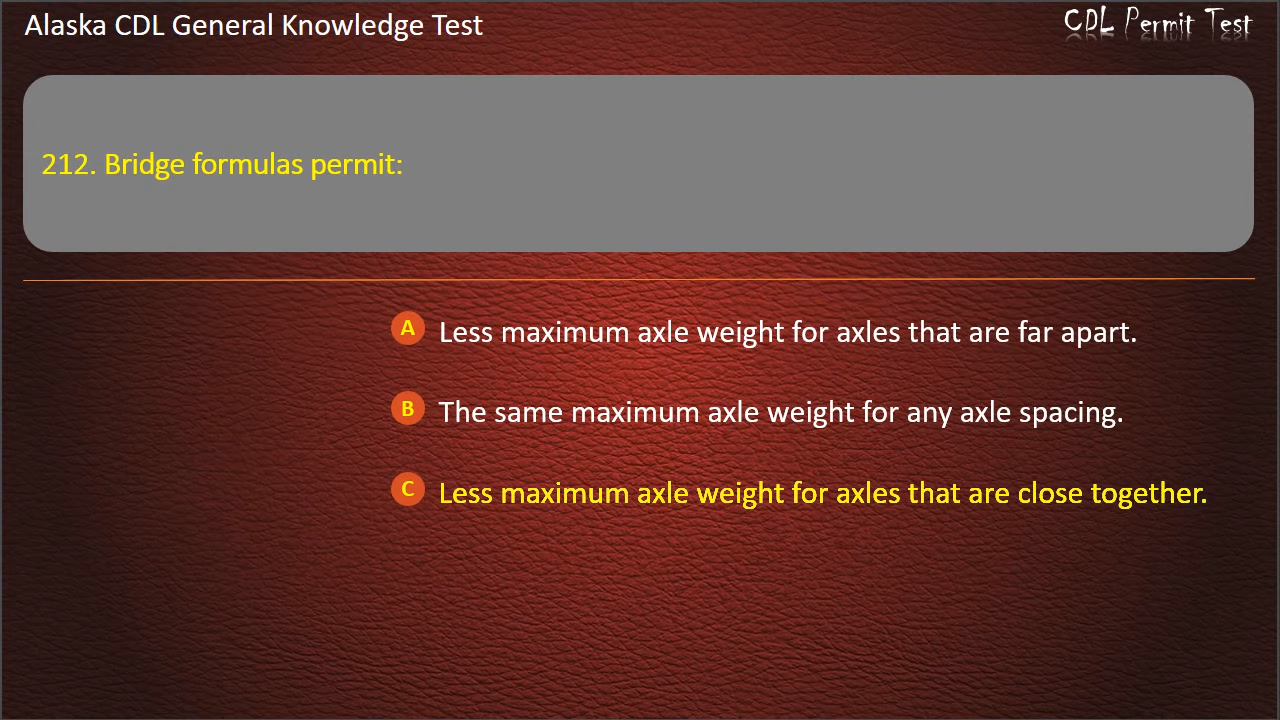 Alaska CDL General Knowledge Test
CDL Permit Test
212. Bridge formulas permit:
A Less maximum axle weight for axles that are far apart.
B The same maximum axle weight for any axle spacing.
C Less maximum axle weight for axles that are close together.